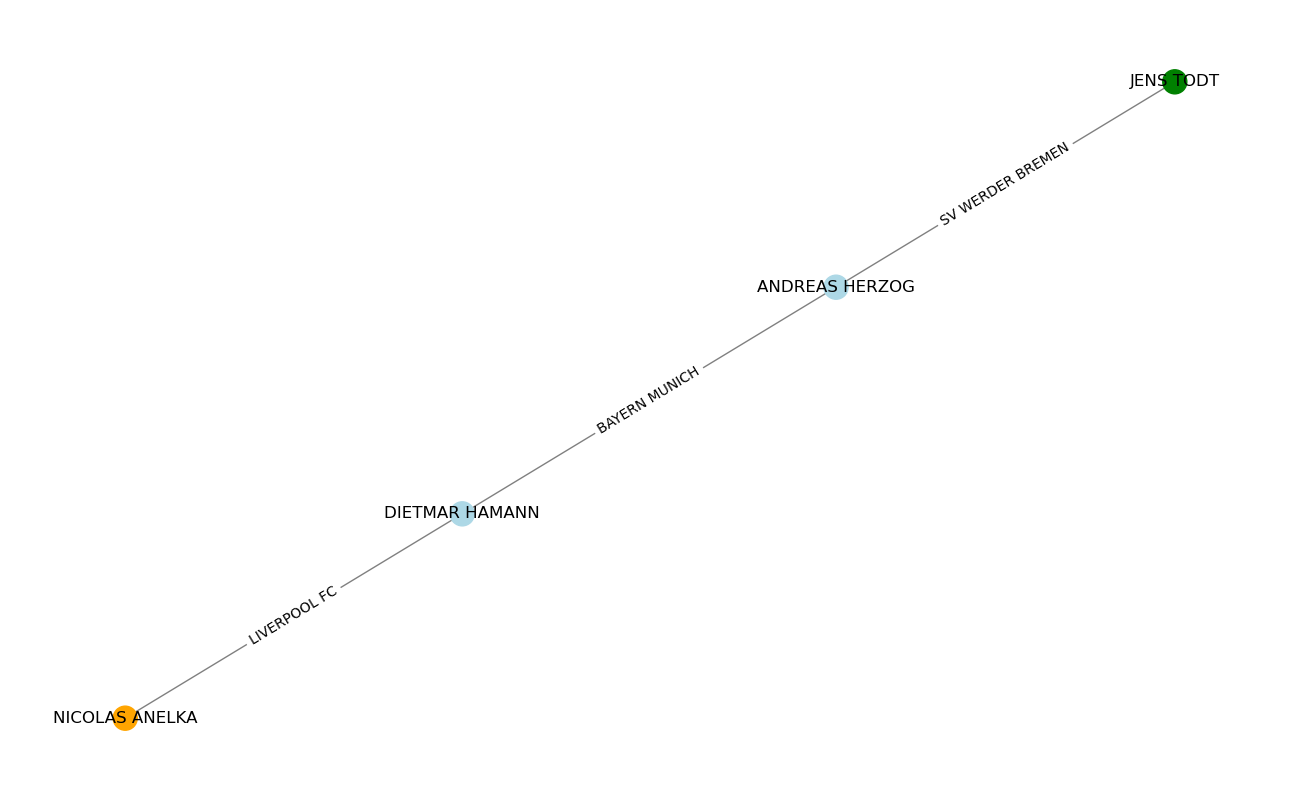 JENS TODT
SV WERDER BREMEN
ANDREAS HERZOG
BAYERN MUNICH
DIETMAR HAMANN
LIVERPOOL FC
NICOLAS ANELKA